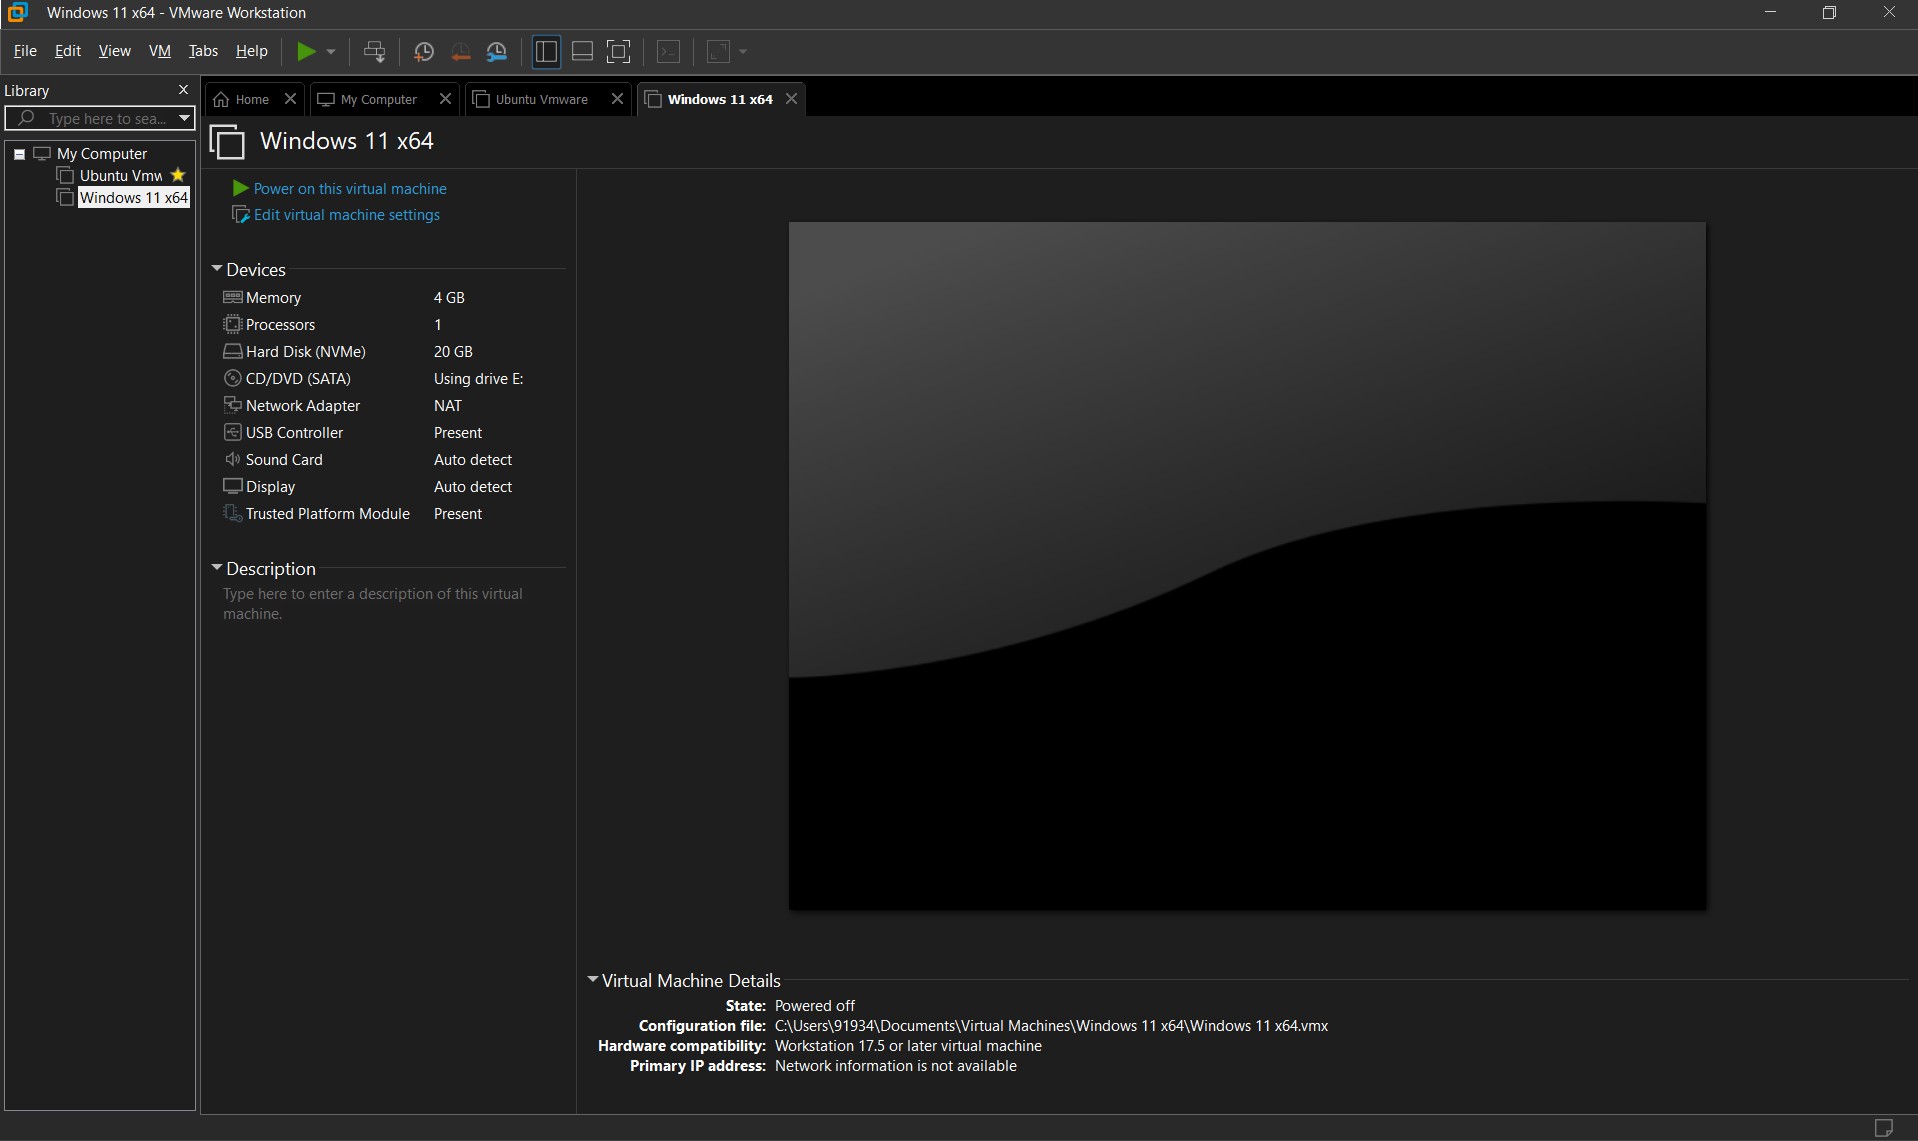 Windows 11 x64 - VMware Workstation
File Edit View VM Tabs Help
Library
Type here to sea...
My Computer
Ubuntu Vmw
Windows 11 x64
Home
My Computer
Ubuntu Vmware
Windows 11 x64
Windows 11 x64
Power on this virtual machine
Edit virtual machine settings
Devices
Memory 4 GB
Processors 1
Hard Disk (NVMe) 20 GB
CD/DVD (SATA) Using drive E:
Network Adapter NAT
USB Controller Present
Sound Card Auto detect
Display Auto detect
Trusted Platform Module Present
Description
Type here to enter a description of this virtual
machine.
Virtual Machine Details
State: Powered off
Configuration file: C:\Users\91934\Documents\Virtual Machines\Windows 11 x64\Windows 11 x64.vmx
Hardware compatibility: Workstation 17.5 or later virtual machine
Primary IP address: Network information is not available